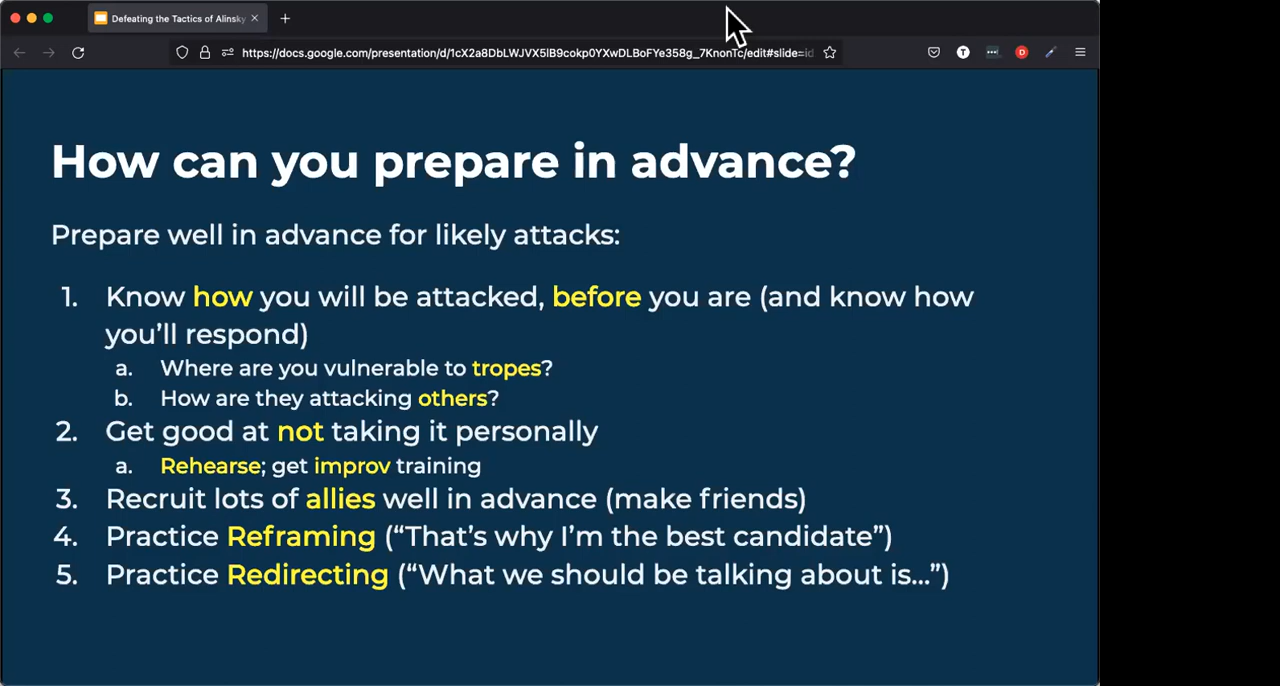 Defeating the Tactics of Alinsky
https://docs.google.com/presentation/d/1cX2a8DbLWJVX5lB9cokp0YXwDLBoFYe358g_7KnonTc/edit#slide=id
T
D
How can you prepare in advance?
Prepare well in advance for likely attacks:
1. Know how you will be attacked, before you are (and know how
you’ll respond)
a. Where are you vulnerable to tropes?
b. How are they attacking others?
2. Get good at not taking it personally
a. Rehearse; get improv training
3. Recruit lots of allies well in advance (make friends)
4. Practice Reframing (“That’s why I’m the best candidate”)
5. Practice Redirecting (“What we should be talking about is...”)